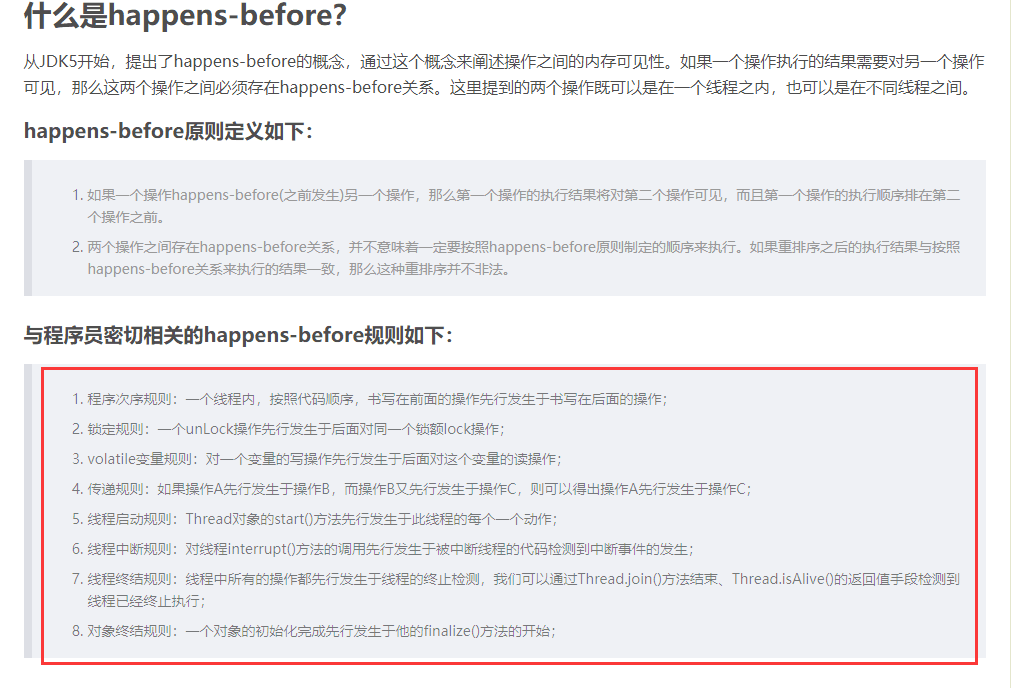 什么是happens-before？
从JDK5开始，提出了happens-before的概念，通过这个概念来阐述操作之间的内存可见性。如果一个操作执行的结果需要对另一个操作
可见，那么这两个操作之间必须存在happens-before关系。这里提到的两个操作既可以是在一个线程之内，也可以是在不同线程之间。
happens-before原则定义如下：
1. 如果一个操作happens-before(之前发生)另一个操作，那么第一个操作的执行结果将对第二个操作可见，而且第一个操作的执行顺序排在第二
个操作之前。
2. 两个操作之间存在happens-before关系，并不意味着一定要按照happens-before原则制定的顺序来执行。如果重排序之后的执行结果与按照
happens-before关系来执行的结果一致，那么这种重排序并不非法。
与程序员密切相关的happens-before规则如下：
1. 程序次序规则：一个线程内，按照代码顺序，书写在前面的操作先行发生于书写在后面的操作；
2. 锁定规则：一个unLock操作先行发生于后面对同一个锁额lock操作；
3. volatile变量规则：对一个变量的写操作先行发生于后面对这个变量的读操作；
4. 传递规则：如果操作A先行发生于操作B，而操作B又先行发生于操作C，则可以得出操作A先行发生于操作C；
5. 线程启动规则：Thread对象的start()方法先行发生于此线程的每个一个动作；
6. 线程中断规则：对线程interrupt()方法的调用先行发生于被中断线程的代码检测到中断事件的发生；
7. 线程终结规则：线程中所有的操作都先行发生于线程的终止检测，我们可以通过Thread.join()方法结束、Thread.isAlive()的返回值手段检测到
线程已经终止执行；
8. 对象终结规则：一个对象的初始化完成先行发生于他的finalize()方法的开始；